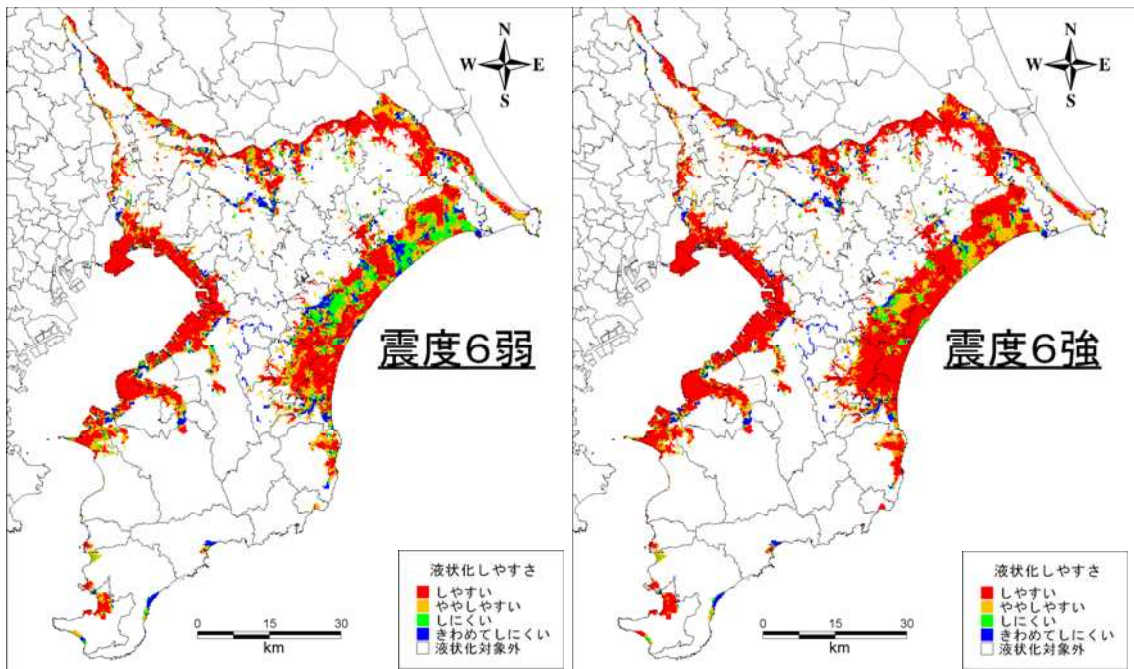 N
W E
S
震度6弱
液状化しやすさ
しやすい
ややしやすい
しにくい
きわめてしにくい
液状化対象外
0 15 30
km
N
W E
S
震度6強
液状化しやすさ
しやすい
ややしやすい
しにくい
きわめてしにくい
液状化対象外
0 15 30
km